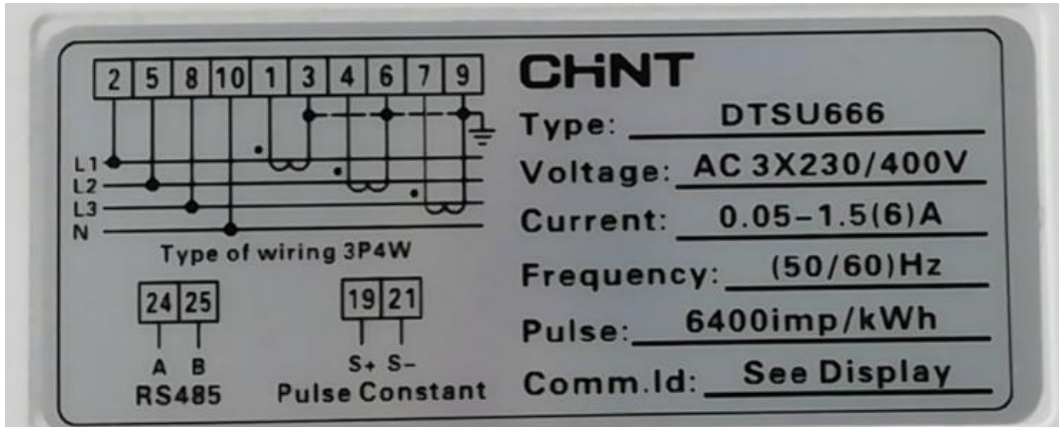 2 5 8 10 1 3 4 6 7 9
L1
L2
L3
N
Type of wiring 3P4W
24 25
A B
RS485
19 21
S+ S-
Pulse Constant
CHiNT
Type: DTSU666
Voltage: AC 3X230/400V
Current: 0.05-1.5(6)A
Frequency: (50/60)Hz
Pulse: 6400imp/kWh
Comm.Id: See Display